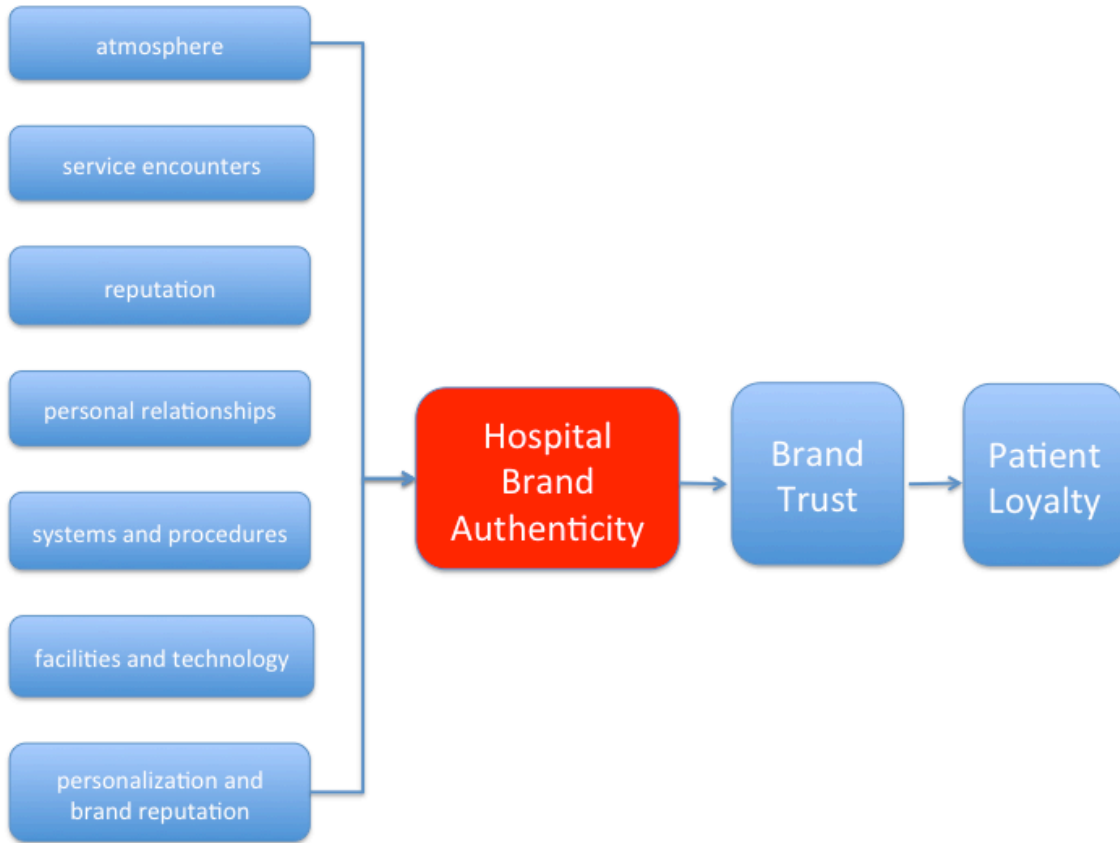 atmosphere
service encounters
reputation
personal relationships
systems and procedures
facilities and technology
personalization and
brand reputation
Hospital
Brand
Authenticity
Brand
Trust
Patient
Loyalty